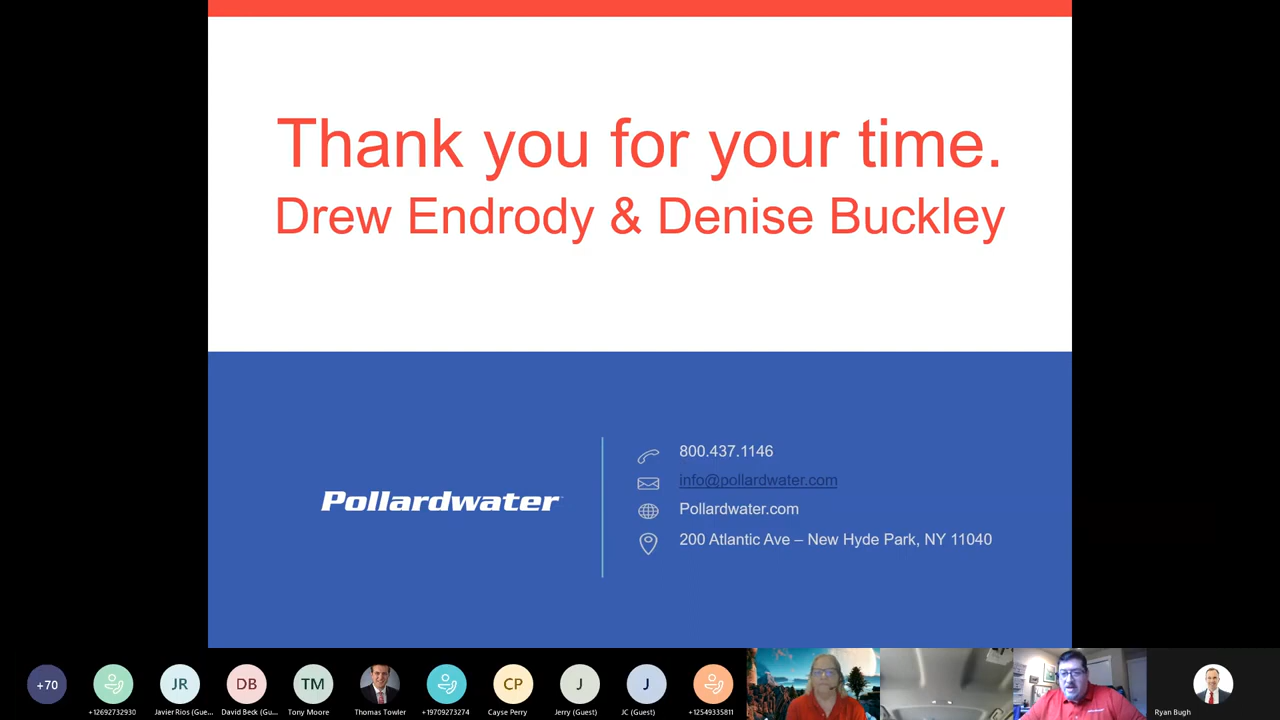 Thank you for your time.
Drew Endrody & Denise Buckley
Pollardwater
800.437.1146
info@pollardwater.com
Pollardwater.com
200 Atlantic Ave – New Hyde Park, NY 11040
+70
JR
DB
TM
CP
J
J
+12692732930
Javier Rios (Gue...
David Beck (Gu...
Tony Moore
Thomas Towler
+19709273274
Cayse Perry
Jerry (Guest)
JC (Guest)
+12549335811
Ryan Bugh